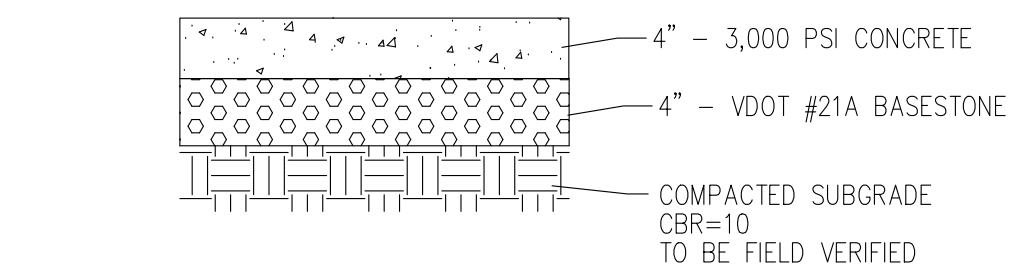 4” – 3,000 PSI CONCRETE
4” – VDOT #21A BASESTONE
COMPACTED SUBGRADE
CBR=10
TO BE FIELD VERIFIED